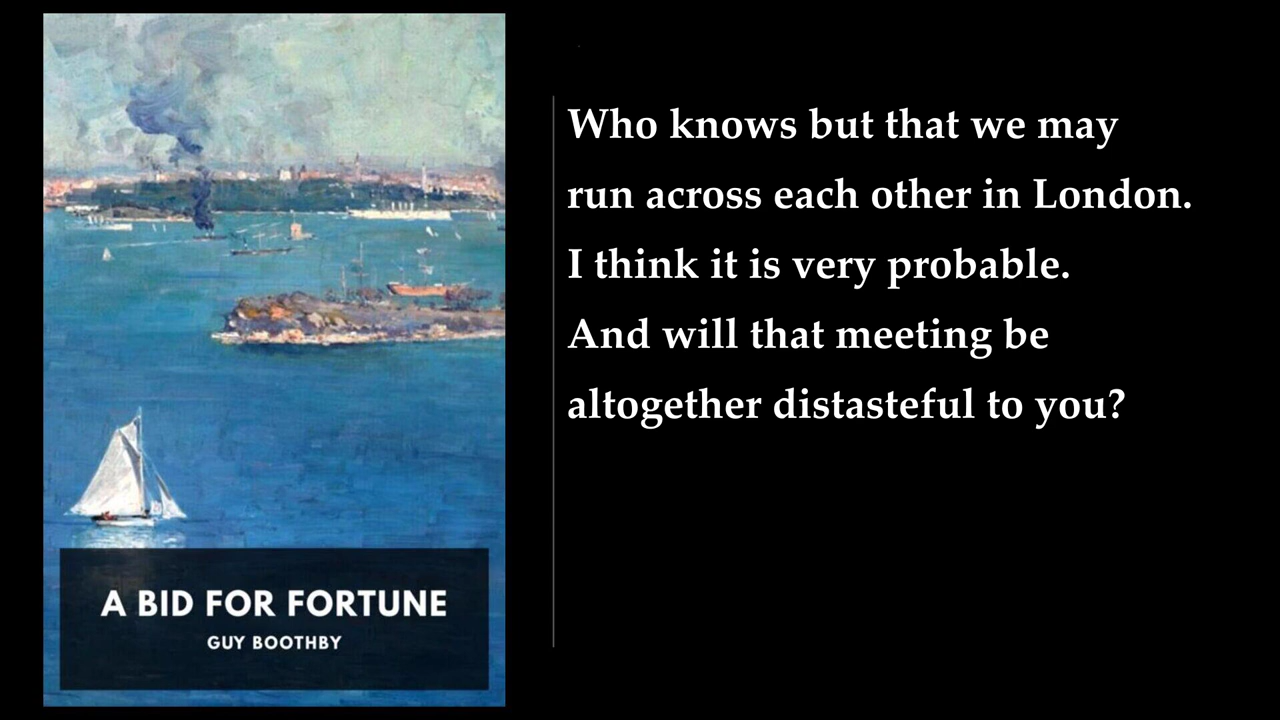 Who knows but that we may
run across each other in London.
I think it is very probable.
And will that meeting be
altogether distasteful to you?
A BID FOR FORTUNE
GUY BOOTHBY